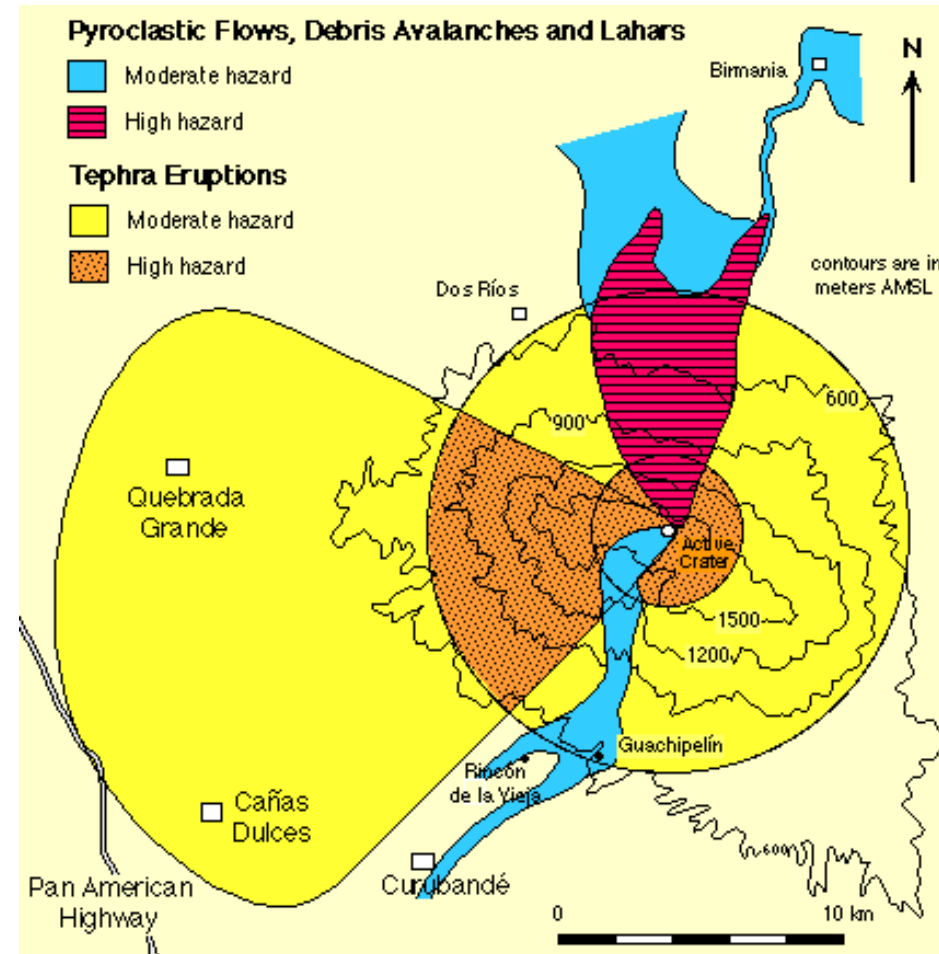 Pyroclastic Flows, Debris Avalanches and Lahars
Moderate hazard
High hazard
Tephra Eruptions
Moderate hazard
High hazard
Birmania
N
contours are in
meters AMSL
Dos Ríos
600
900
Quebrada
Grande
Active
Crater
1500
1200
Guachipelín
Rincón
de la Vieja
Cañas
Dulces
Curubandé
600
Pan American
Highway
0
10 km